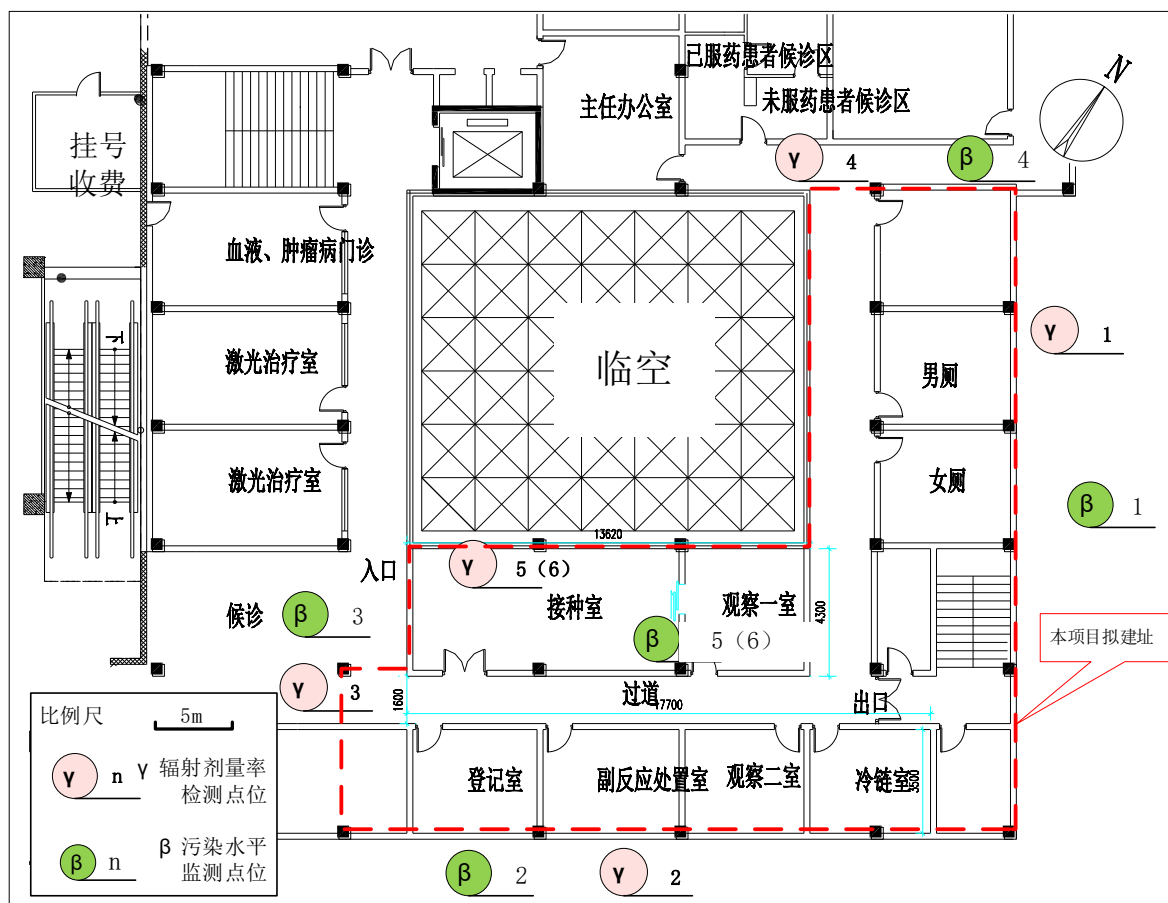 已服药患者候诊区
N
主任办公室
未服药患者候诊区
挂号
收费
γ 4
β 4
血液、肿瘤病门诊
γ 1
下
激光治疗室
临空
男厕
激光治疗室
女厕
β 1
上
13620
入口
γ 5（6）
接种室
观察一室
4300
候诊
β 3
β 5（6）
本项目拟建址
γ 3
1600
过道
17700
出口
比例尺
5m
γ n γ 辐射剂量率
检测点位
登记室
副反应处置室
观察二室
冷链室
3500
β n β 污染水平
监测点位
β 2
γ 2